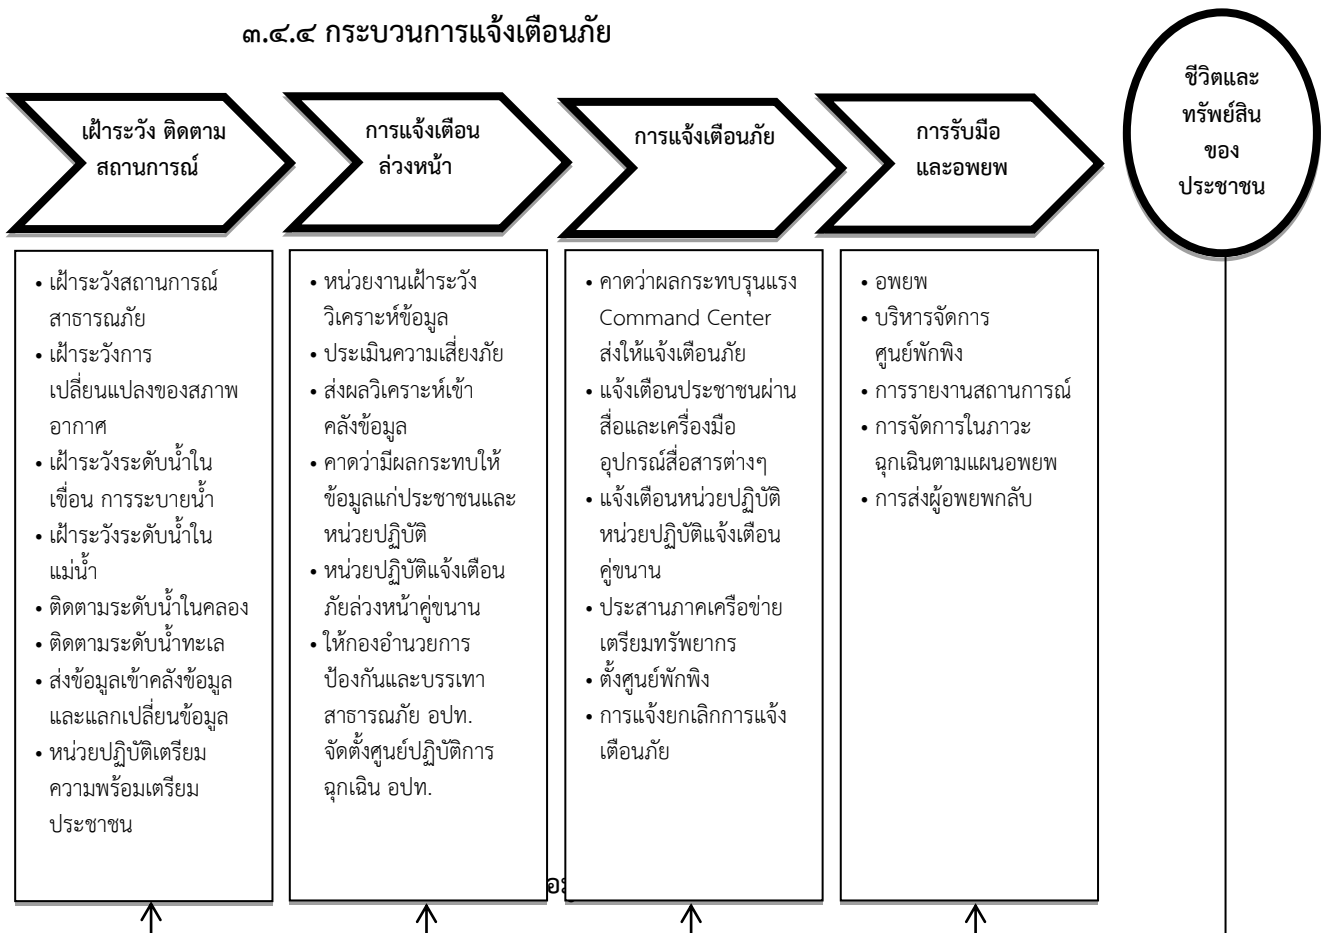 ๓.๔.๔ กระบวนการแจ้งเตือนภัย
เฝ้าระวัง ติดตาม
สถานการณ์
การแจ้งเตือน
ล่วงหน้า
การแจ้งเตือนภัย
การรับมือ
และอพยพ
ชีวิตและ
ทรัพย์สิน
ของ
ประชาชน
• เฝ้าระวังสถานการณ์
สาธารณภัย
• เฝ้าระวังการ
เปลี่ยนแปลงของสภาพ
อากาศ
• เฝ้าระวังระดับน้ำใน
เขื่อน การระบายน้ำ
• เฝ้าระวังระดับน้ำใน
แม่น้ำ
• ติดตามระดับน้ำในคลอง
• ติดตามระดับน้ำทะเล
• ส่งข้อมูลเข้าคลังข้อมูล
และแลกเปลี่ยนข้อมูล
• หน่วยปฏิบัติเตรียม
ความพร้อมเตรียม
ประชาชน
• หน่วยงานเฝ้าระวัง
วิเคราะห์ข้อมูล
• ประเมินความเสี่ยงภัย
• ส่งผลวิเคราะห์เข้า
คลังข้อมูล
• คาดว่ามีผลกระทบให้
ข้อมูลแก่ประชาชนและ
หน่วยปฏิบัติ
• หน่วยปฏิบัติแจ้งเตือน
ภัยล่วงหน้าคู่ขนาน
• ให้กองอำนวยการ
ป้องกันและบรรเทา
สาธารณภัย อปท.
จัดตั้งศูนย์ปฏิบัติการ
ฉุกเฉิน อปท.
• คาดว่าผลกระทบรุนแรง
Command Center
ส่งให้แจ้งเตือนภัย
• แจ้งเตือนประชาชนผ่าน
สื่อและเครื่องมือ
อุปกรณ์สื่อสารต่างๆ
• แจ้งเตือนหน่วยปฏิบัติ
หน่วยปฏิบัติแจ้งเตือน
คู่ขนาน
• ประสานภาคเครือข่าย
เตรียมทรัพยากร
• ตั้งศูนย์พักพิง
• การแจ้งยกเลิกการแจ้ง
เตือนภัย
• อพยพ
• บริหารจัดการ
ศูนย์พักพิง
• การรายงานสถานการณ์
• การจัดการในภาวะ
ฉุกเฉินตามแผนอพยพ
• การส่งผู้อพยพกลับ